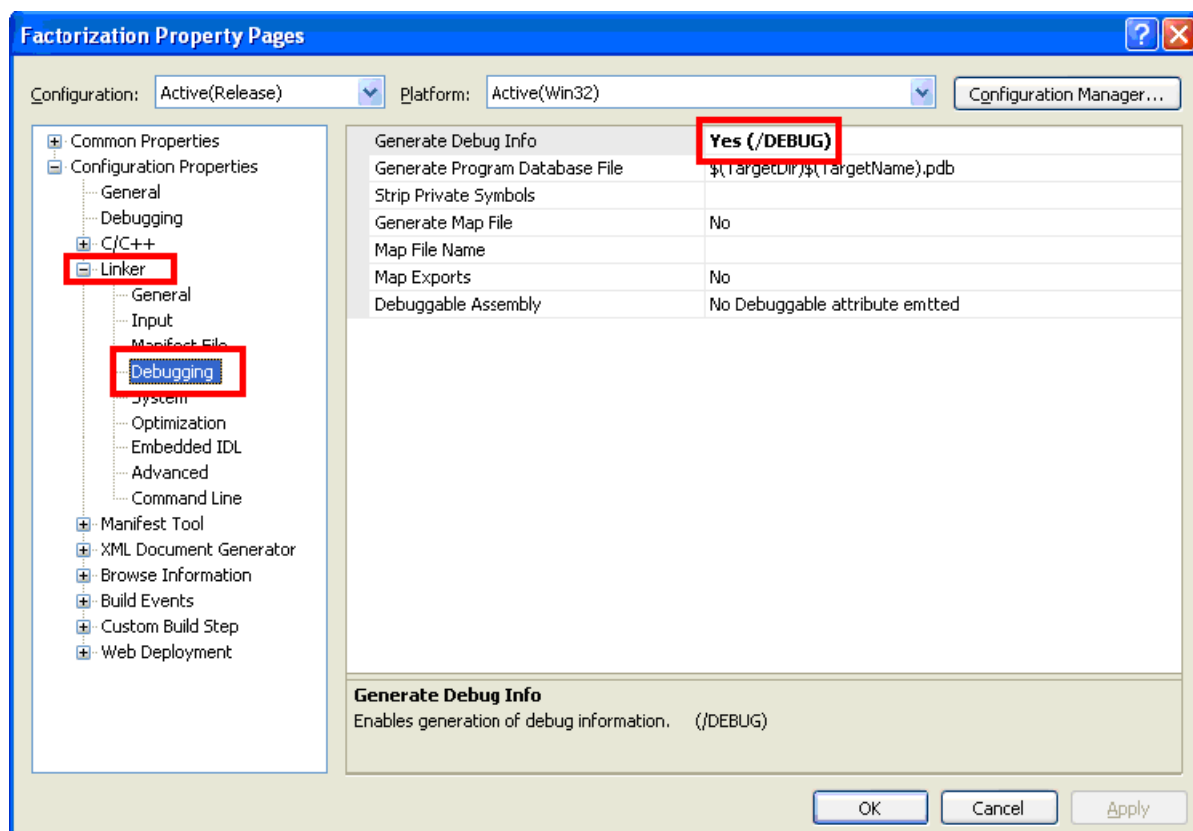 Factorization Property Pages
Configuration: Active(Release) Platform: Active(Win32) Configuration Manager...
Common Properties
Configuration Properties
General
Debugging
C/C++
Linker
General
Input
Manifest File
Debugging
System
Optimization
Embedded IDL
Advanced
Command Line
Manifest Tool
XML Document Generator
Browse Information
Build Events
Custom Build Step
Web Deployment
Generate Debug Info Yes (/DEBUG)
Generate Program Database File $(TargetDir)$(TargetName).pdb
Strip Private Symbols
Generate Map File No
Map File Name
Map Exports No
Debuggable Assembly No Debuggable attribute emtted
Generate Debug Info
Enables generation of debug information. (/DEBUG)
OK Cancel Apply